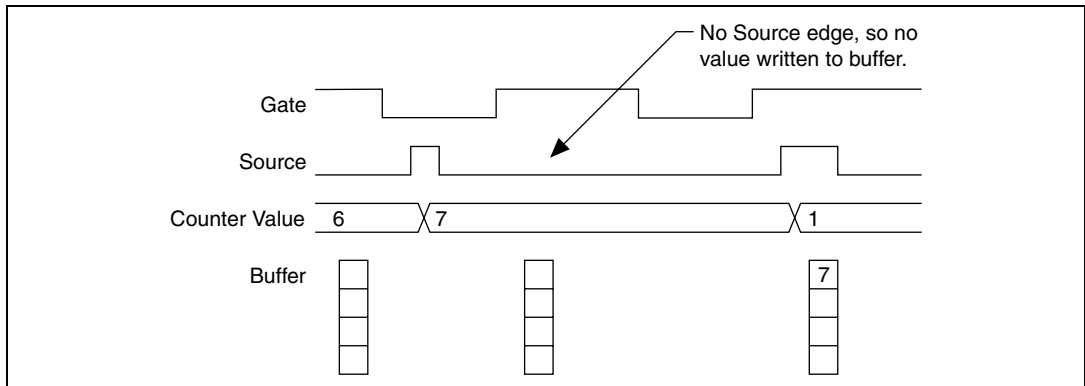 No Source edge, so no
value written to buffer.
Gate
Source
Counter Value 6 7 1
Buffer 7